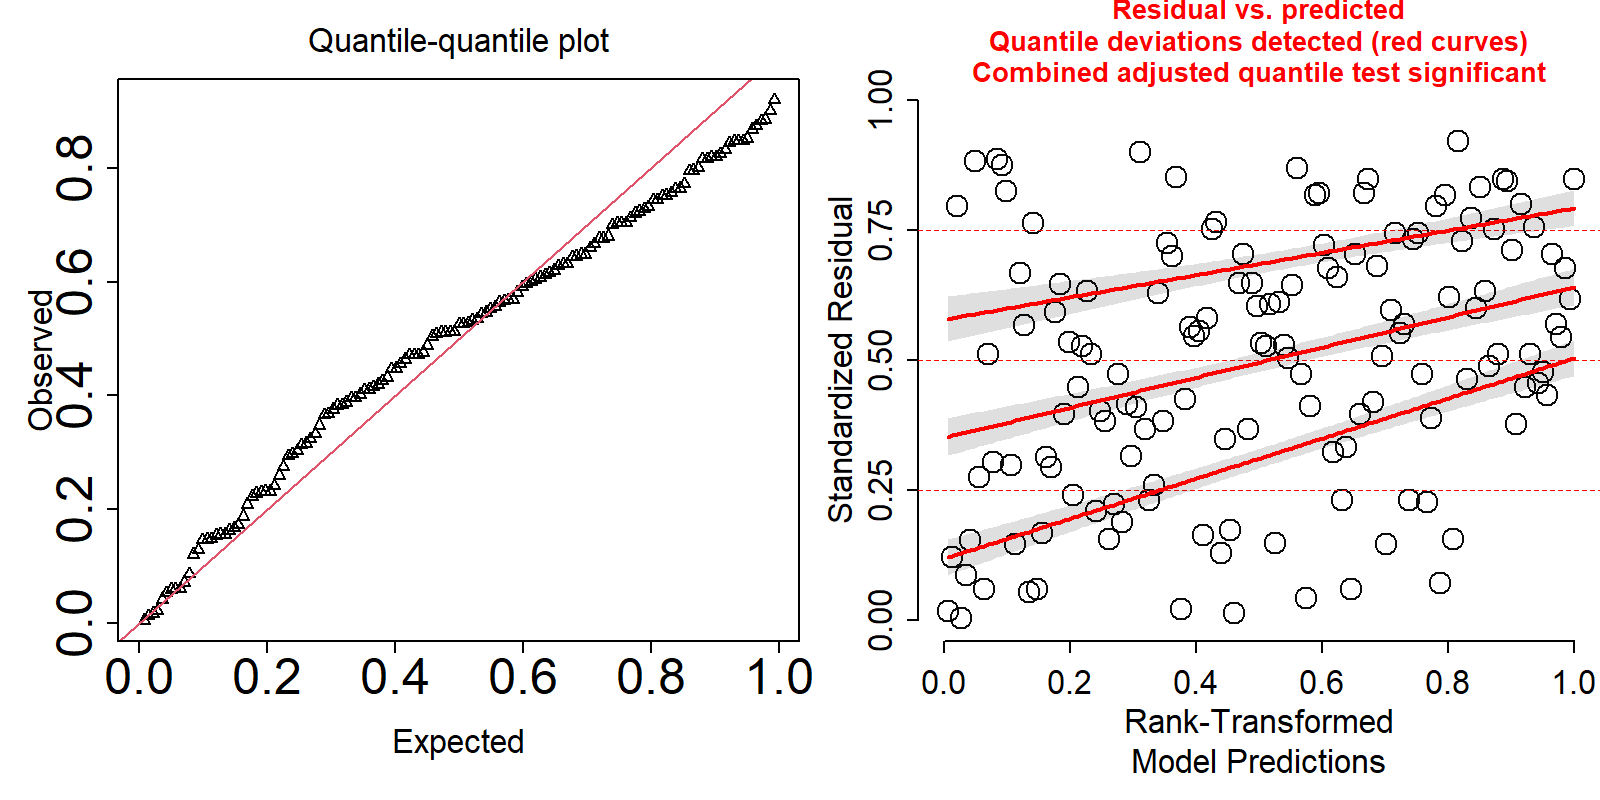 Quantile-quantile plot
Observed
0.0 0.2 0.4 0.6 0.8
0.0 0.2 0.4 0.6 0.8 1.0
Expected
Residual vs. predicted
Quantile deviations detected (red curves)
Combined adjusted quantile test significant
Standardized Residual
0.00 0.25 0.50 0.75 1.00
0.0 0.2 0.4 0.6 0.8 1.0
Rank-Transformed
Model Predictions